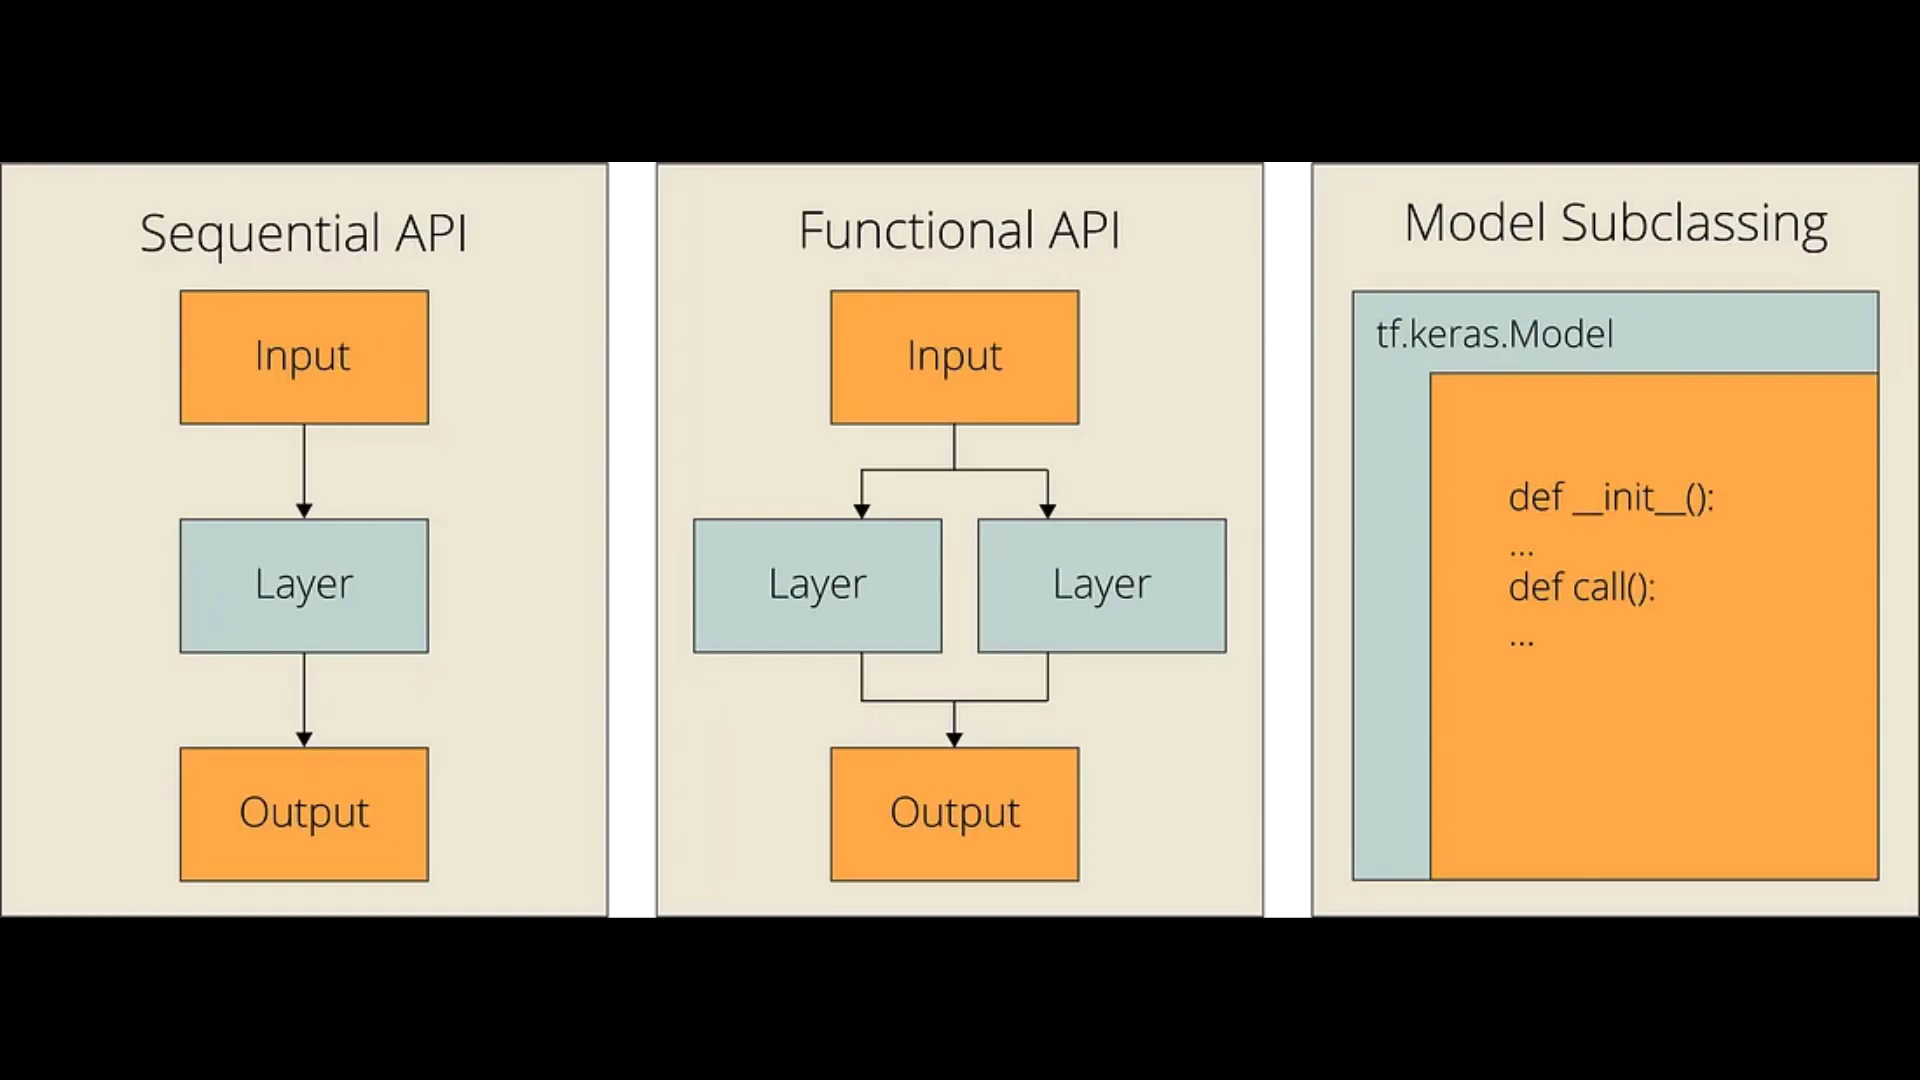 Sequential API
Input
Layer
Output
Functional API
Input
Layer
Layer
Output
Model Subclassing
tf.keras.Model
def __init__():
...
def call():
...